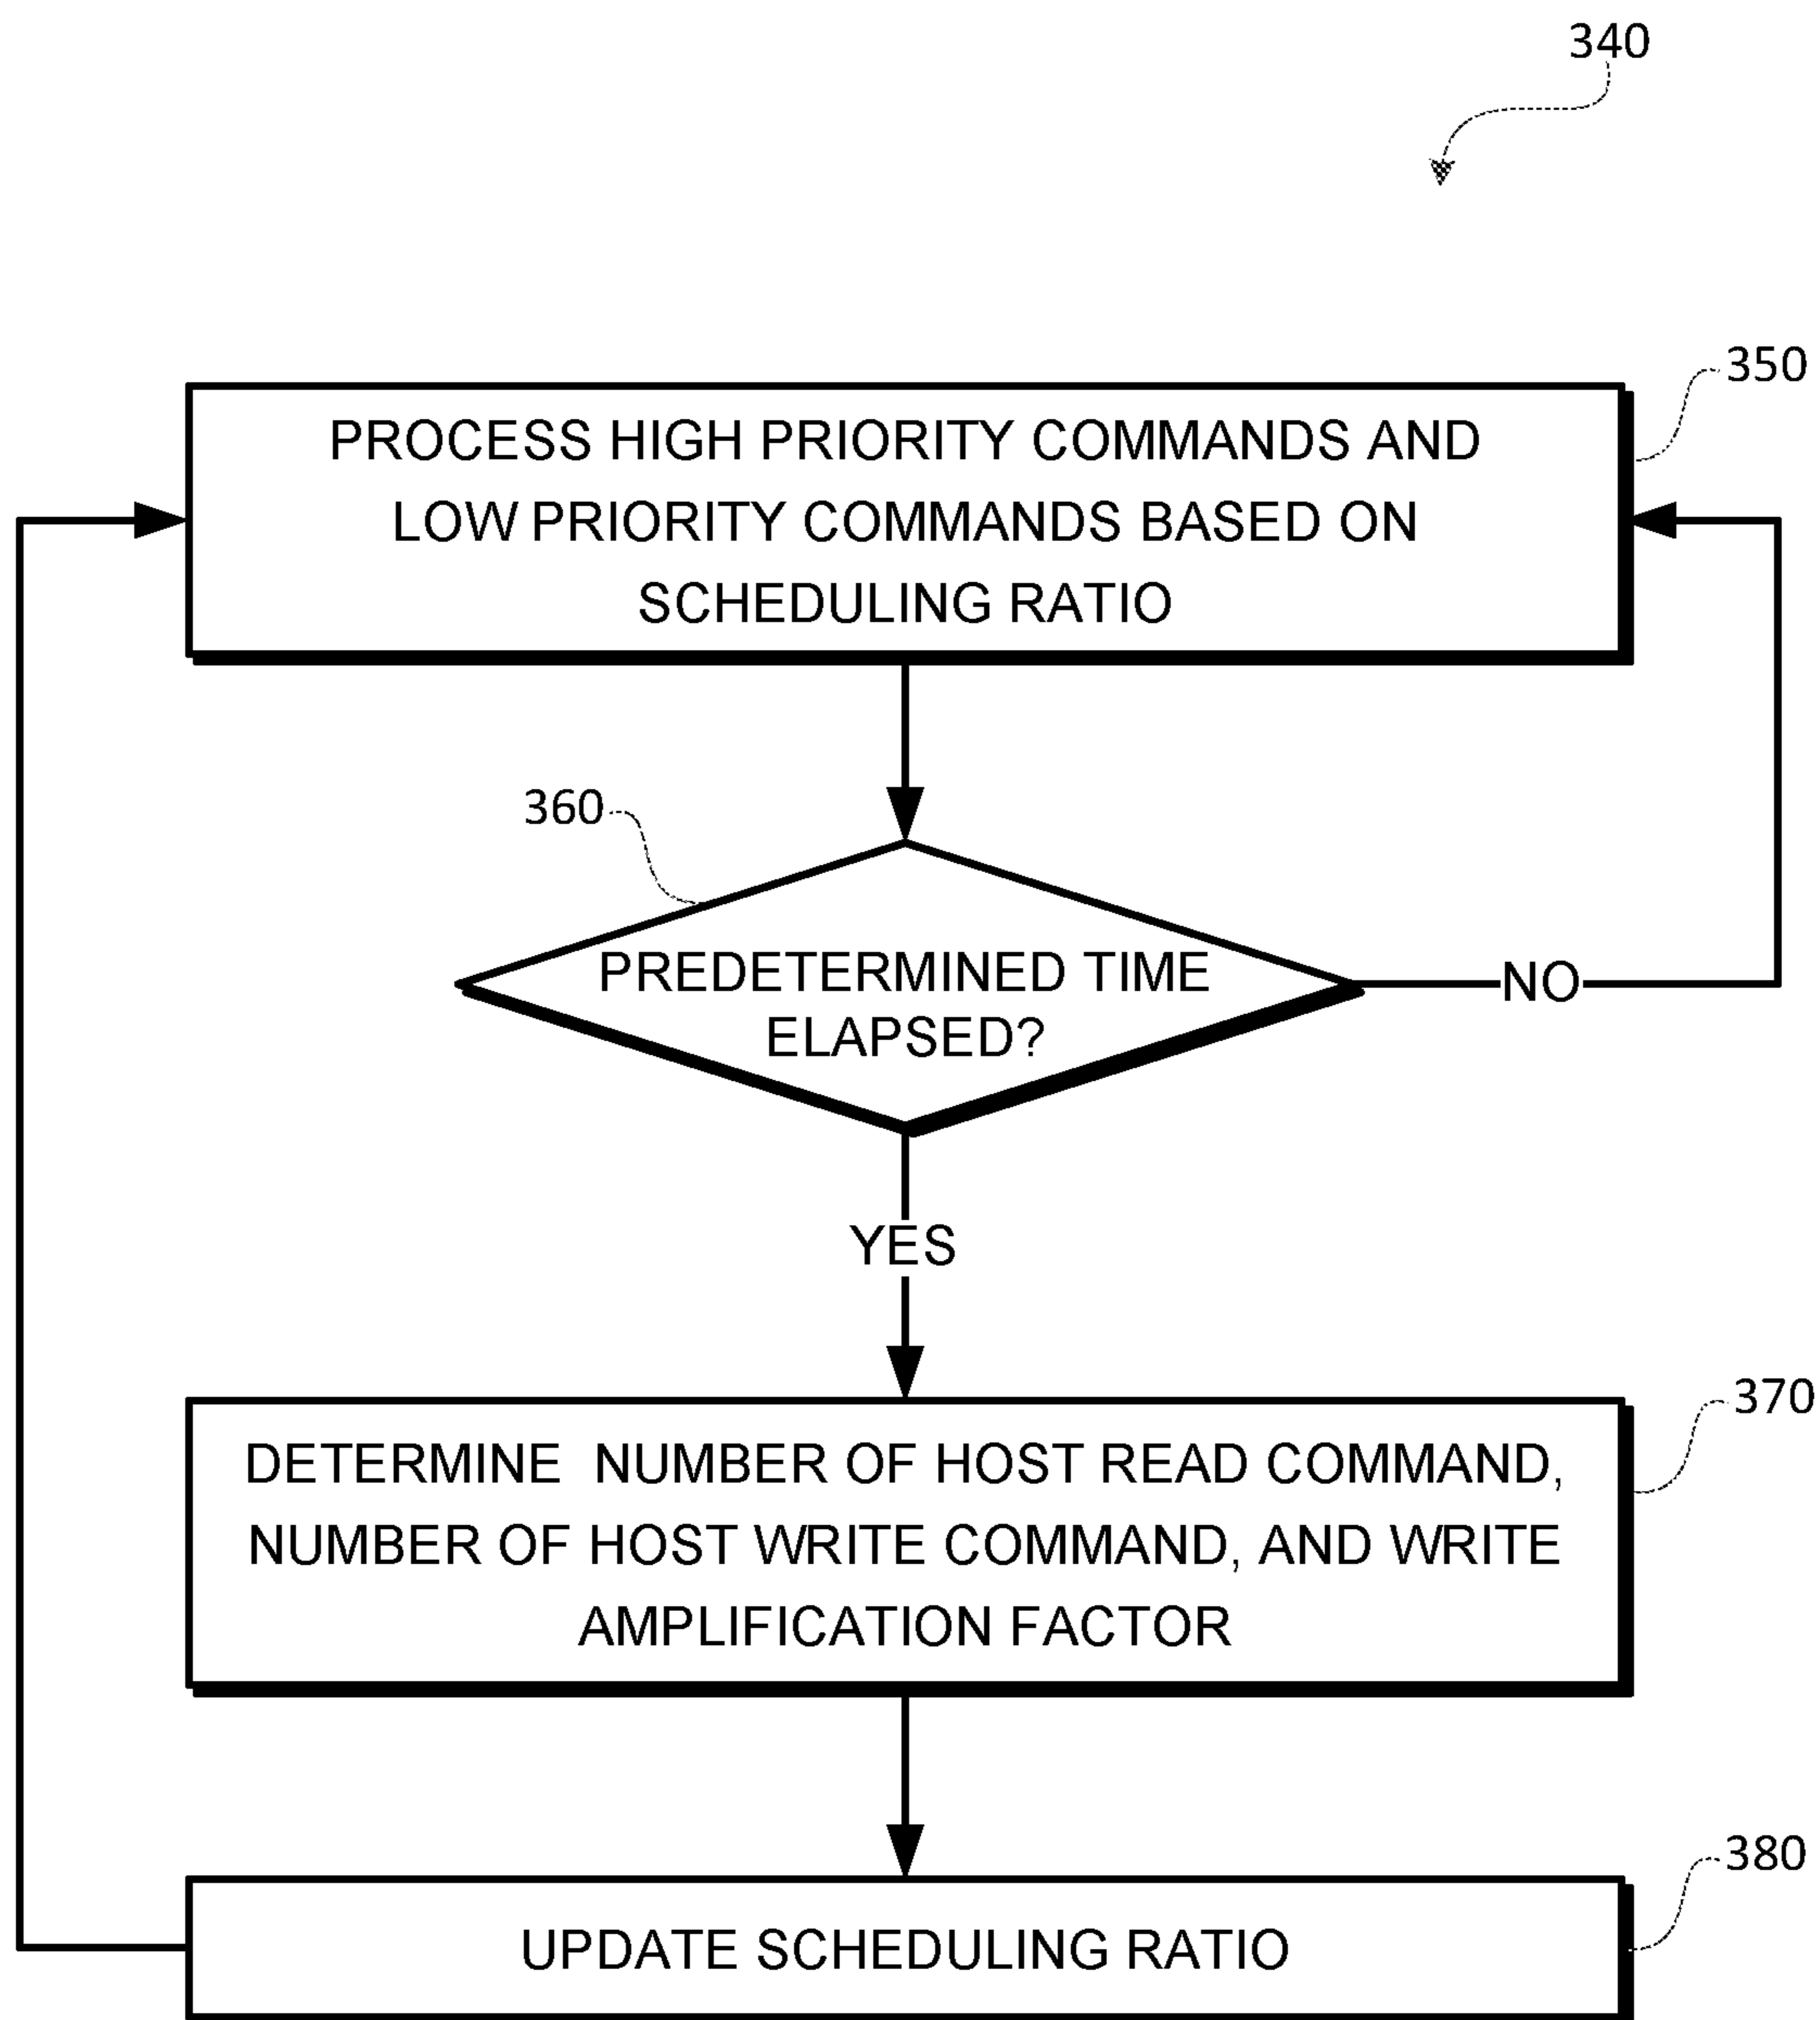 340
350
PROCESS HIGH PRIORITY COMMANDS AND
LOW PRIORITY COMMANDS BASED ON
SCHEDULING RATIO
360
PREDETERMINED TIME
ELAPSED?
NO
YES
370
DETERMINE NUMBER OF HOST READ COMMAND,
NUMBER OF HOST WRITE COMMAND, AND WRITE
AMPLIFICATION FACTOR
380
UPDATE SCHEDULING RATIO